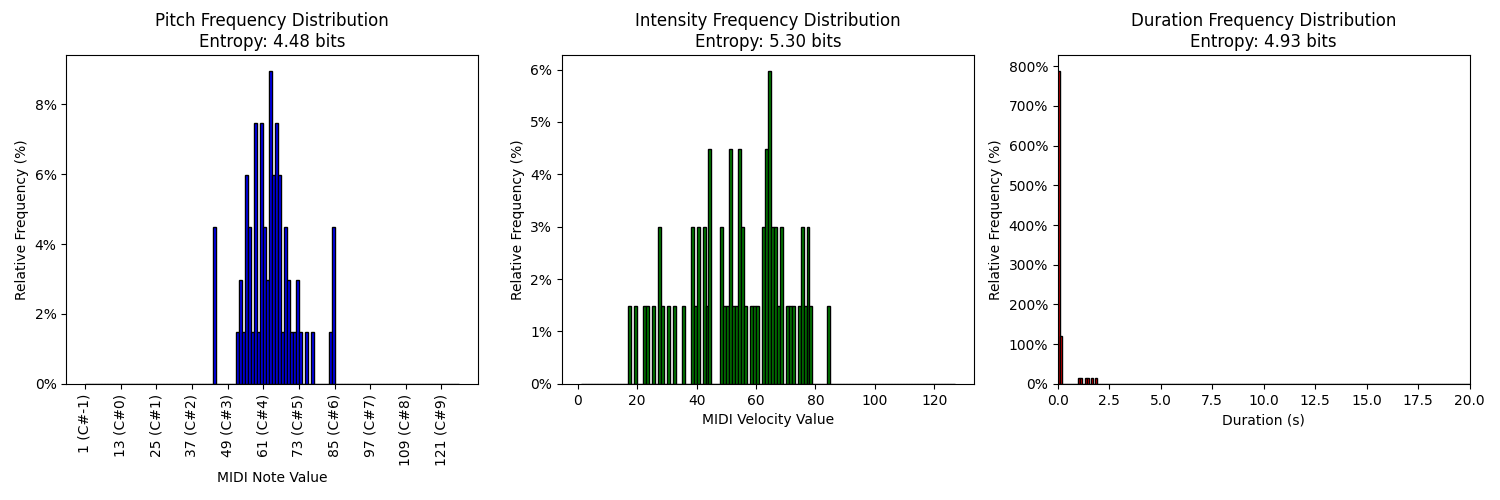 Pitch Frequency Distribution
Entropy: 4.48 bits
Relative Frequency (%)
8%
6%
4%
2%
0%
1 (C#-1)
13 (C#0)
25 (C#1)
37 (C#2)
49 (C#3)
61 (C#4)
73 (C#5)
85 (C#6)
97 (C#7)
109 (C#8)
121 (C#9)
MIDI Note Value
Intensity Frequency Distribution
Entropy: 5.30 bits
Relative Frequency (%)
6%
5%
4%
3%
2%
1%
0%
0 20 40 60 80 100 120
MIDI Velocity Value
Duration Frequency Distribution
Entropy: 4.93 bits
Relative Frequency (%)
800%
700%
600%
500%
400%
300%
200%
100%
0%
0.0 2.5 5.0 7.5 10.0 12.5 15.0 17.5 20.0
Duration (s)